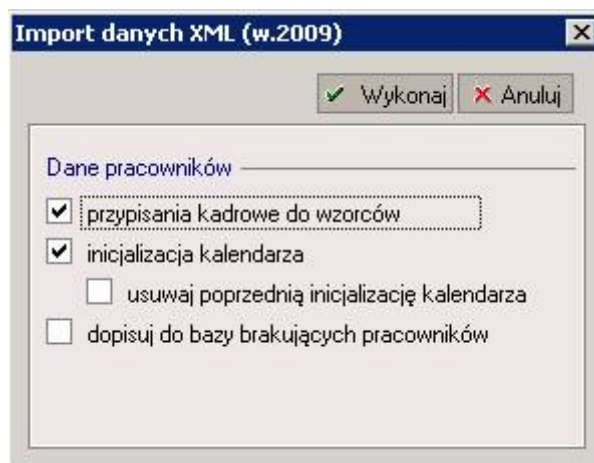 Import danych XML (w.2009)
Wykonaj Anuluj
Dane pracowników
przypisania kadrowe do wzorców
inicjalizacja kalendarza
usuwaj poprzednią inicjalizację kalendarza
dopisuj do bazy brakujących pracowników